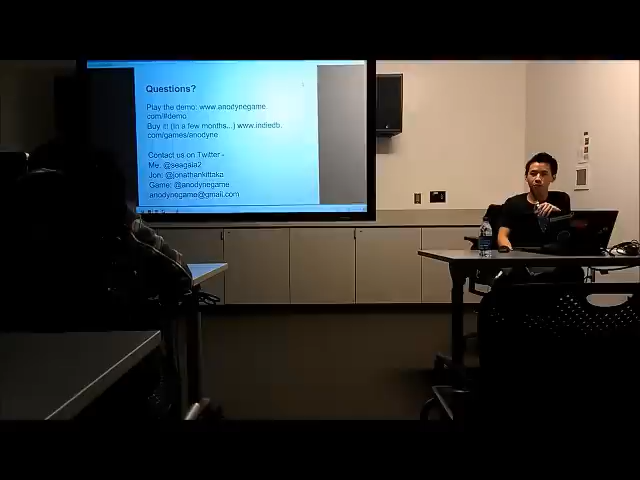 Questions?
Play the demo: www.anodynegame.
com/#demo
Buy it! (In a few months...) www.indiedb.
com/games/anodyne
Contact us on Twitter -
Me: @seagaia2
Jon: @jonathankittaka
Game: @anodynegame
anodynegame@gmail.com